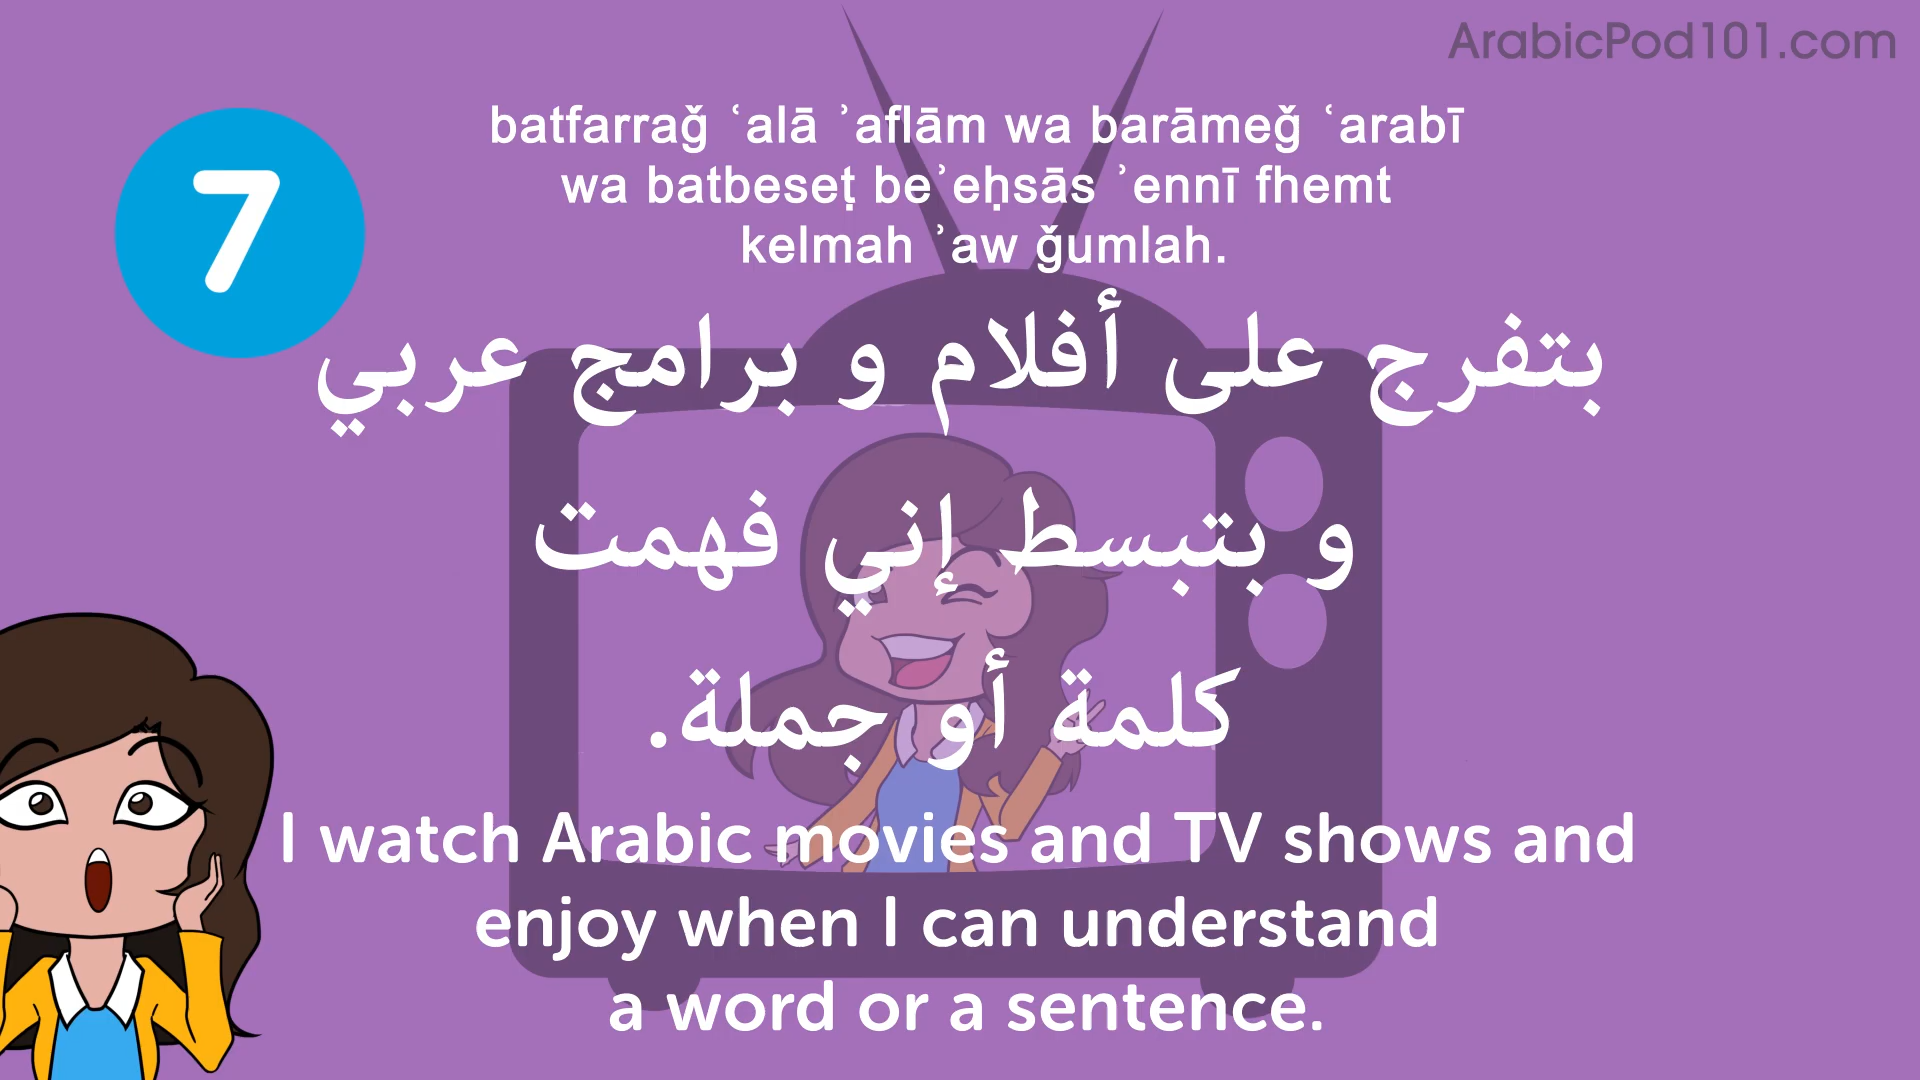 ArabicPod101.com
7
batfarraǧ ʿalā ʾaflām wa barāmeǧ ʿarabī
wa batbeseṭ beʾeḥsās ʾennī fhemt
kelmah ʾaw ǧumlah.
بتفرج على أفلام و برامج عربي
و بتبسط إني فهمت
كلمة أو جملة.
I watch Arabic movies and TV shows and
enjoy when I can understand
a word or a sentence.